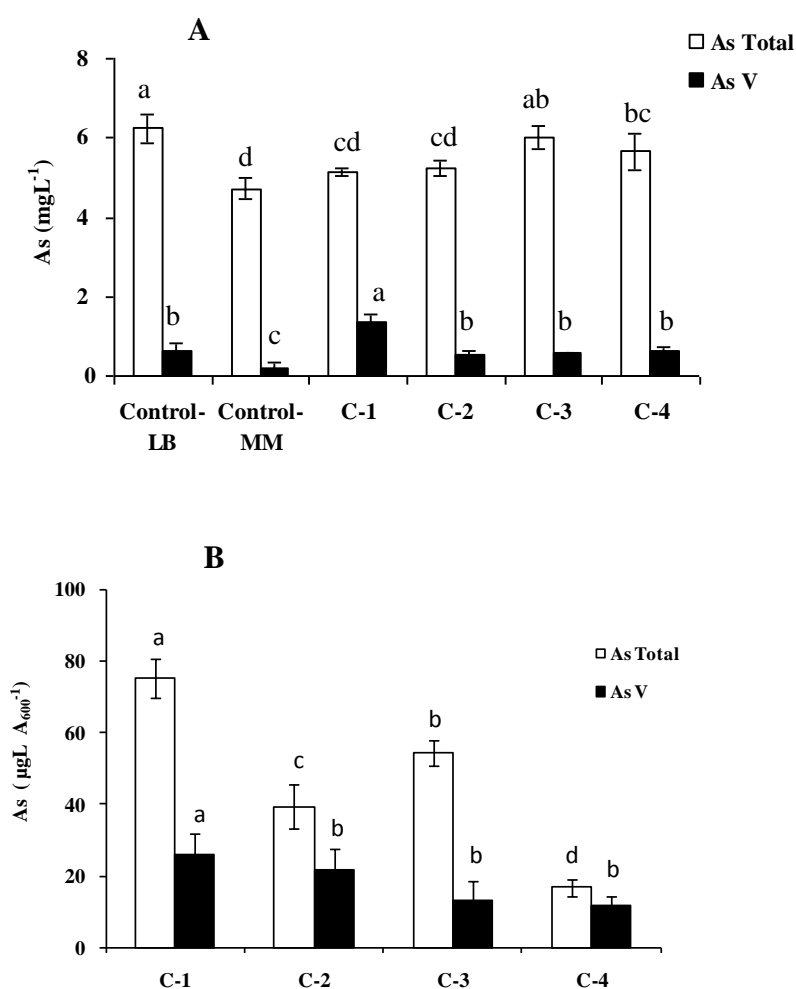 A
As Total
As V
As (mgL⁻¹)
8
6
4
2
0
a
b
d
c
cd
a
cd
b
ab
b
bc
b
Control-LB
Control-MM
C-1
C-2
C-3
C-4
B
As Total
As V
As ( µgL A₆₀₀⁻¹)
100
80
60
40
20
0
a
a
c
b
b
b
d
b
C-1
C-2
C-3
C-4